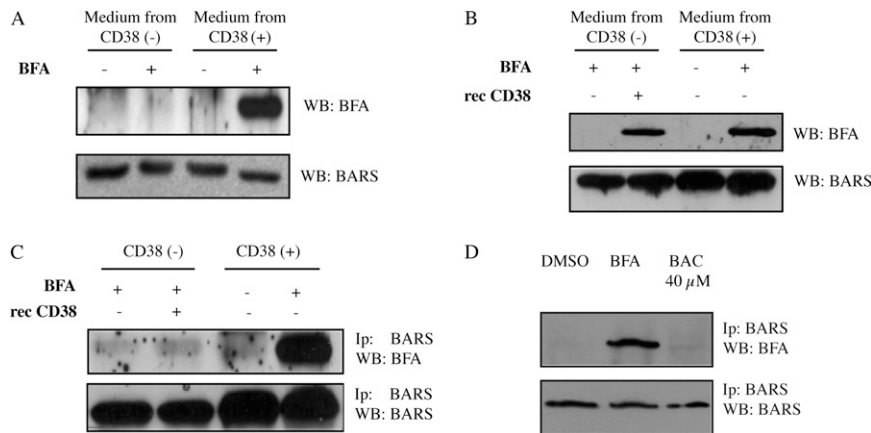 A
Medium from Medium from
CD38 (-) CD38 (+)
BFA - + - +
WB: BFA
WB: BARS
B
Medium from Medium from
CD38 (-) CD38 (+)
BFA + + - +
rec CD38 - + - -
WB: BFA
WB: BARS
C
CD38 (-) CD38 (+)
BFA + + - +
rec CD38 - + - -
Ip: BARS
WB: BFA
Ip: BARS
WB: BARS
D
DMSO BFA BAC
40 µM
Ip: BARS
WB: BFA
Ip: BARS
WB: BARS